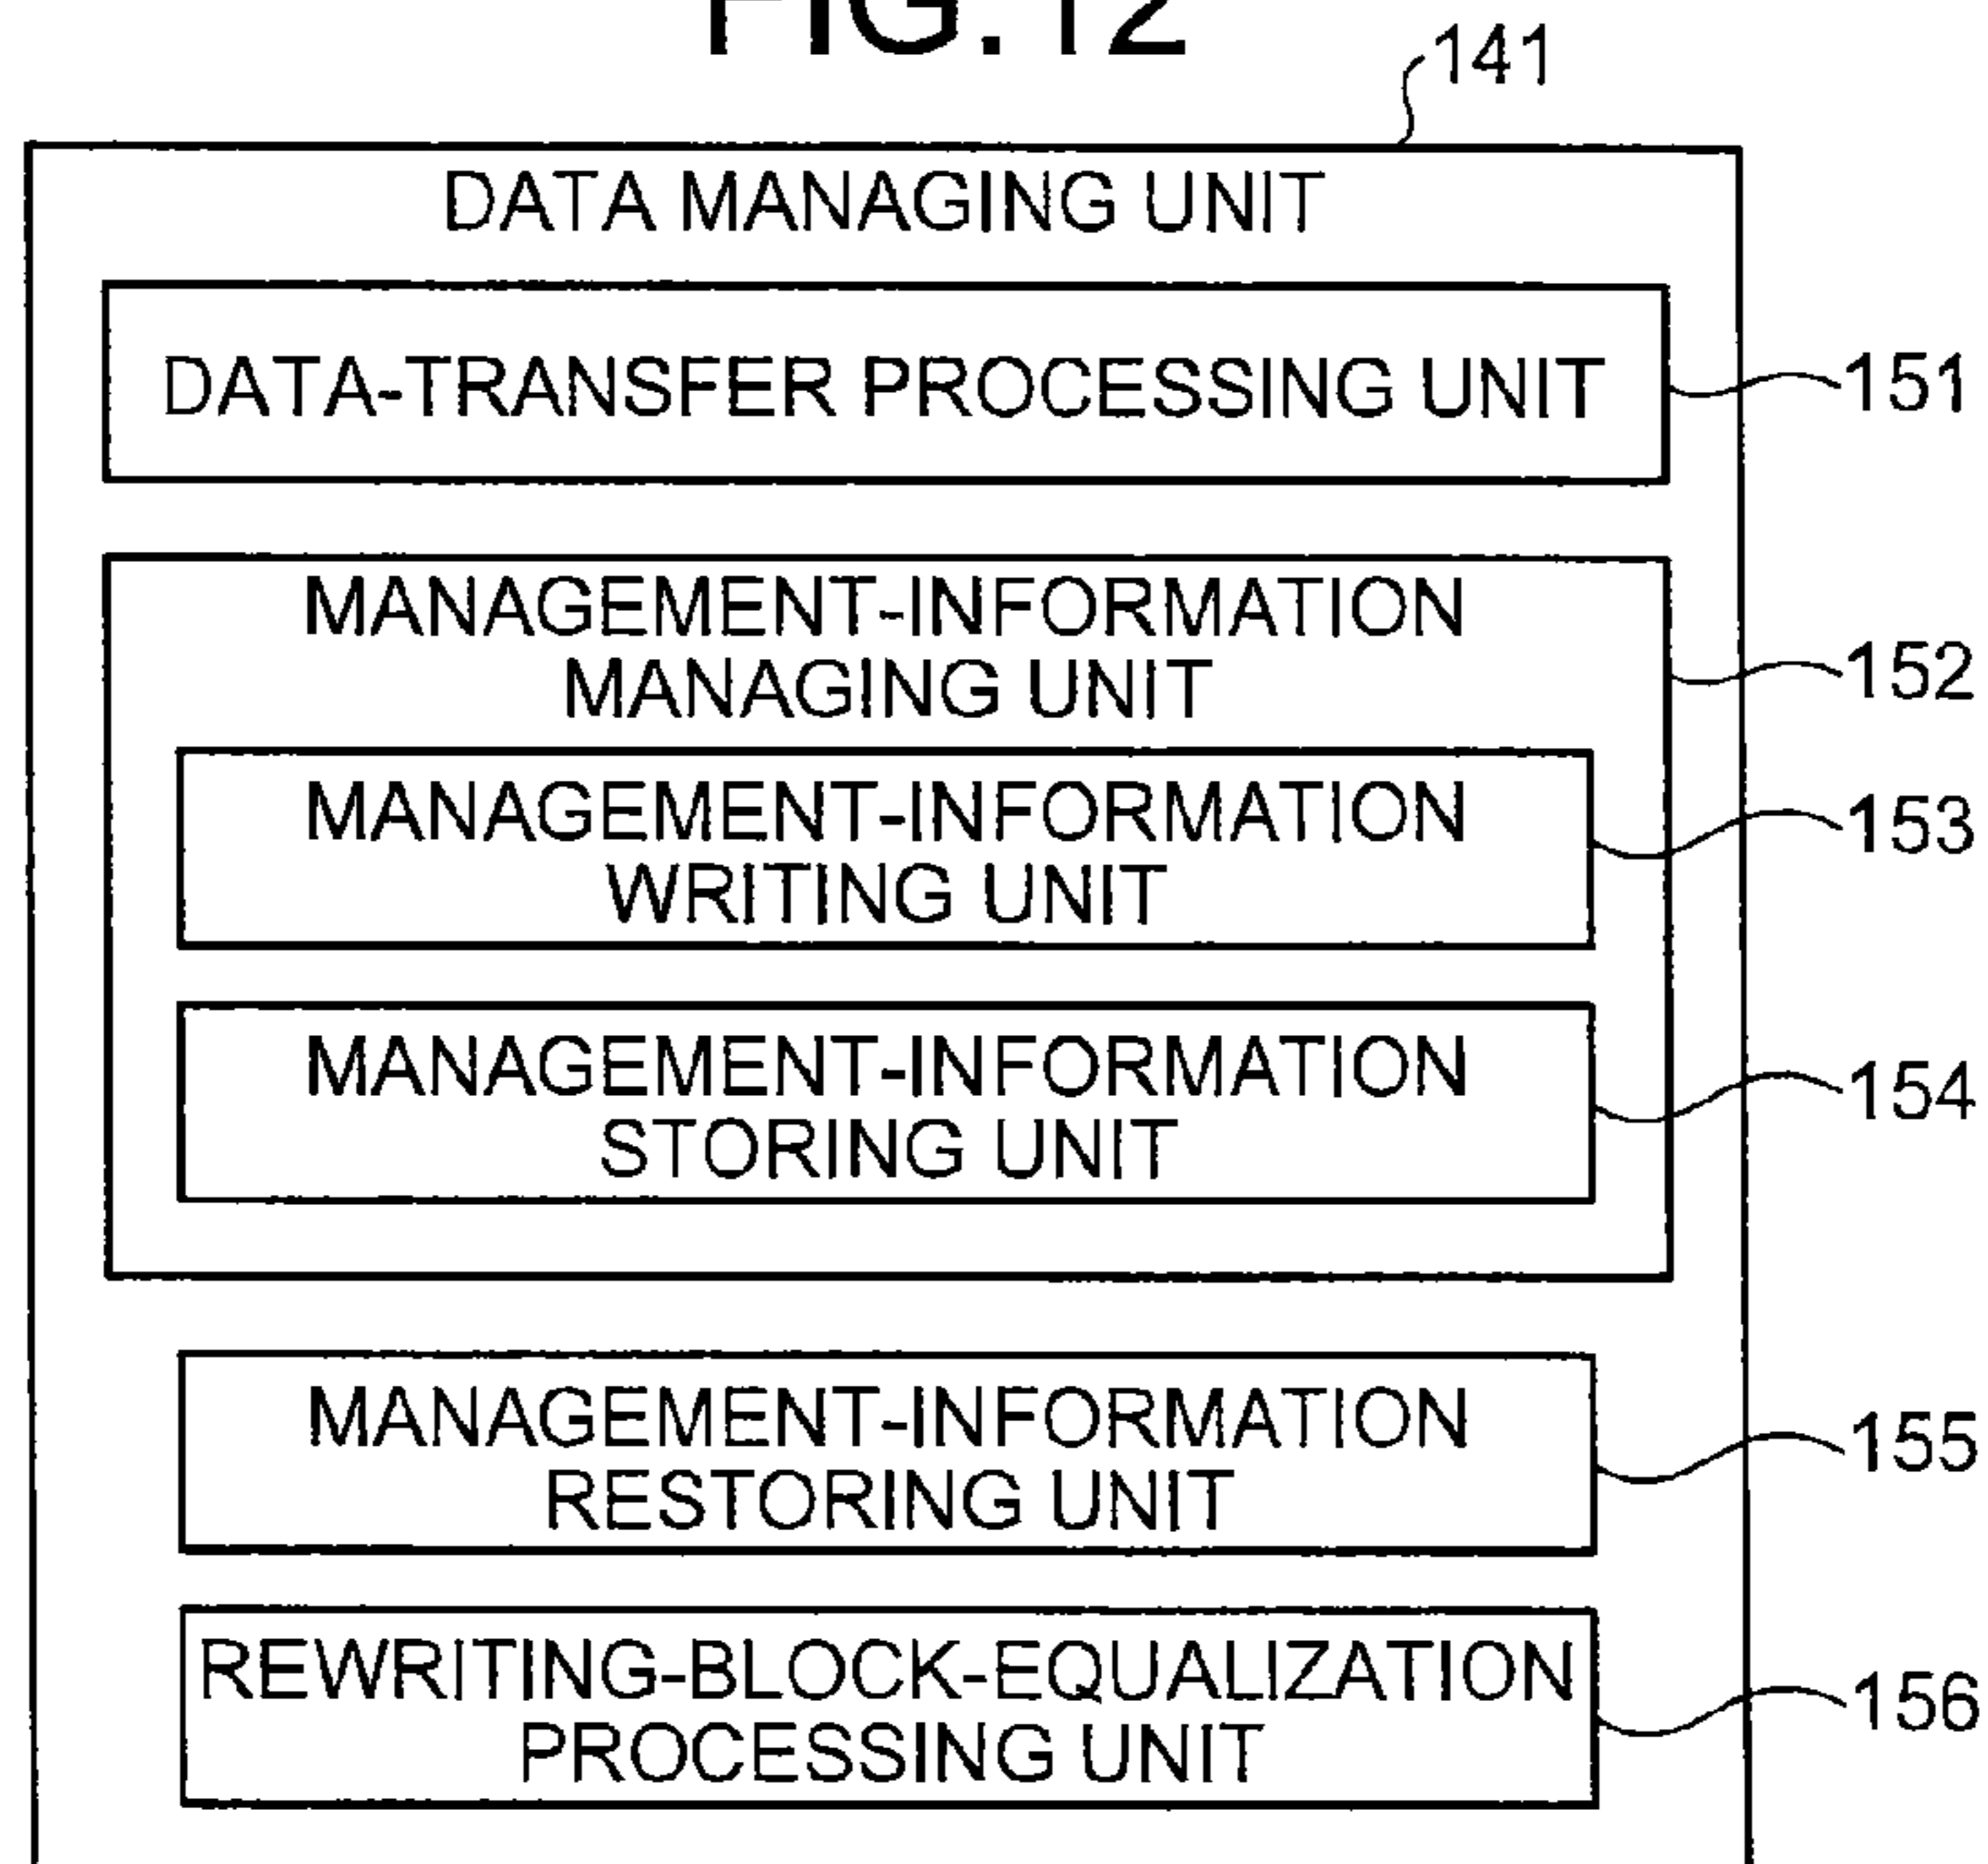 FIG.12
141
DATA MANAGING UNIT
DATA-TRANSFER PROCESSING UNIT
151
MANAGEMENT-INFORMATION
MANAGING UNIT
152
MANAGEMENT-INFORMATION
WRITING UNIT
153
MANAGEMENT-INFORMATION
STORING UNIT
154
MANAGEMENT-INFORMATION
RESTORING UNIT
155
REWRITING-BLOCK-EQUALIZATION
PROCESSING UNIT
156